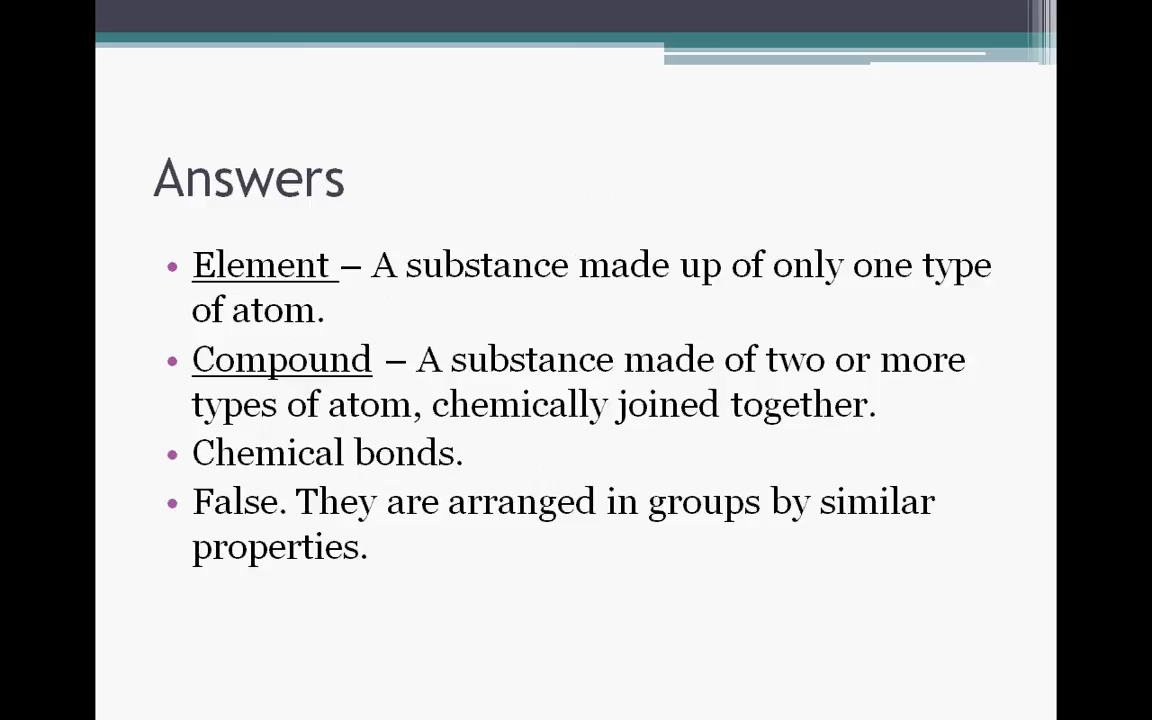 Answers
• Element – A substance made up of only one type
of atom.
• Compound – A substance made of two or more
types of atom, chemically joined together.
• Chemical bonds.
• False. They are arranged in groups by similar
properties.